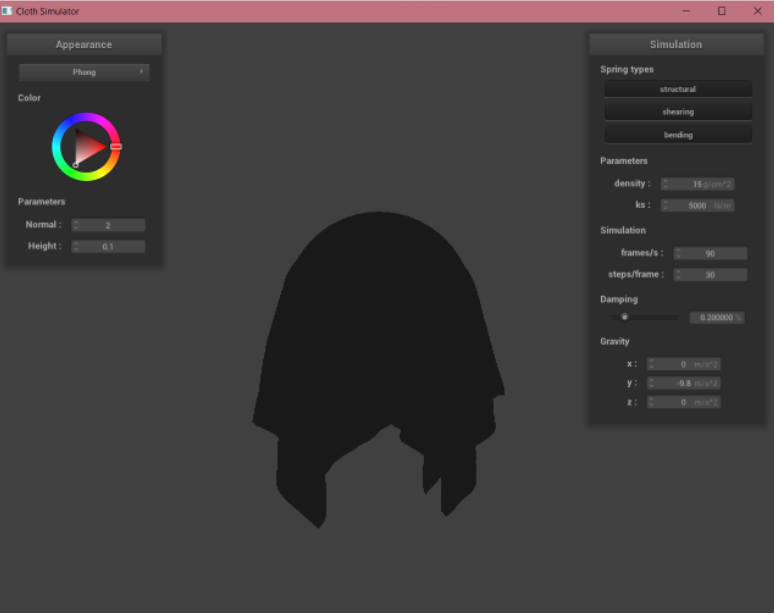 Cloth Simulator
Appearance
Phong
Color
Parameters
Normal : 2
Height : 0.1
Simulation
Spring types
structural
shearing
bending
Parameters
density : 15 g/cm^2
ks : 5000 N/m
Simulation
frames/s : 90
steps/frame : 30
Damping
0.200000 %
Gravity
x : 0 m/s^2
y : -9.8 m/s^2
z : 0 m/s^2